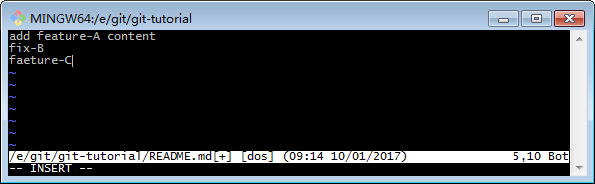 MINGW64:/e/git/git-tutorial
add feature-A content
fix-B
faeture-C
~
~
~
~
~
~
/e/git/git-tutorial/README.md[+] [dos] (09:14 10/01/2017) 5,10 Bot
-- INSERT --